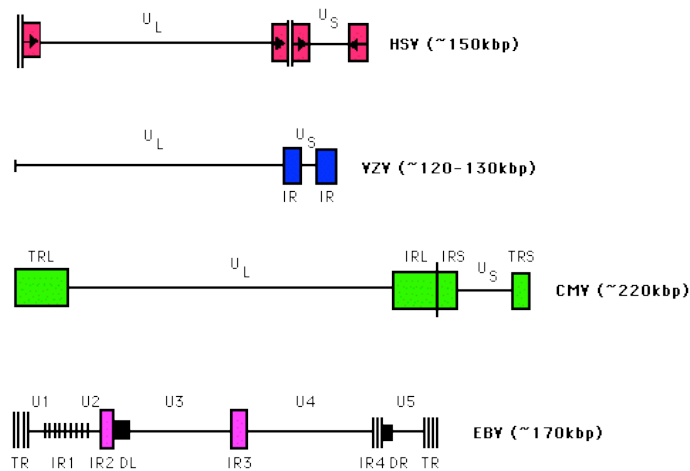 U L U S
HSV (~150kbp)
U L U S
VZV (~120-130kbp)
IR IR
TRL U L IRL IRS U S TRS
CMV (~220kbp)
U1 U2 U3 U4 U5
EBV (~170kbp)
TR IR1 IR2 DL IR3 IR4 DR TR